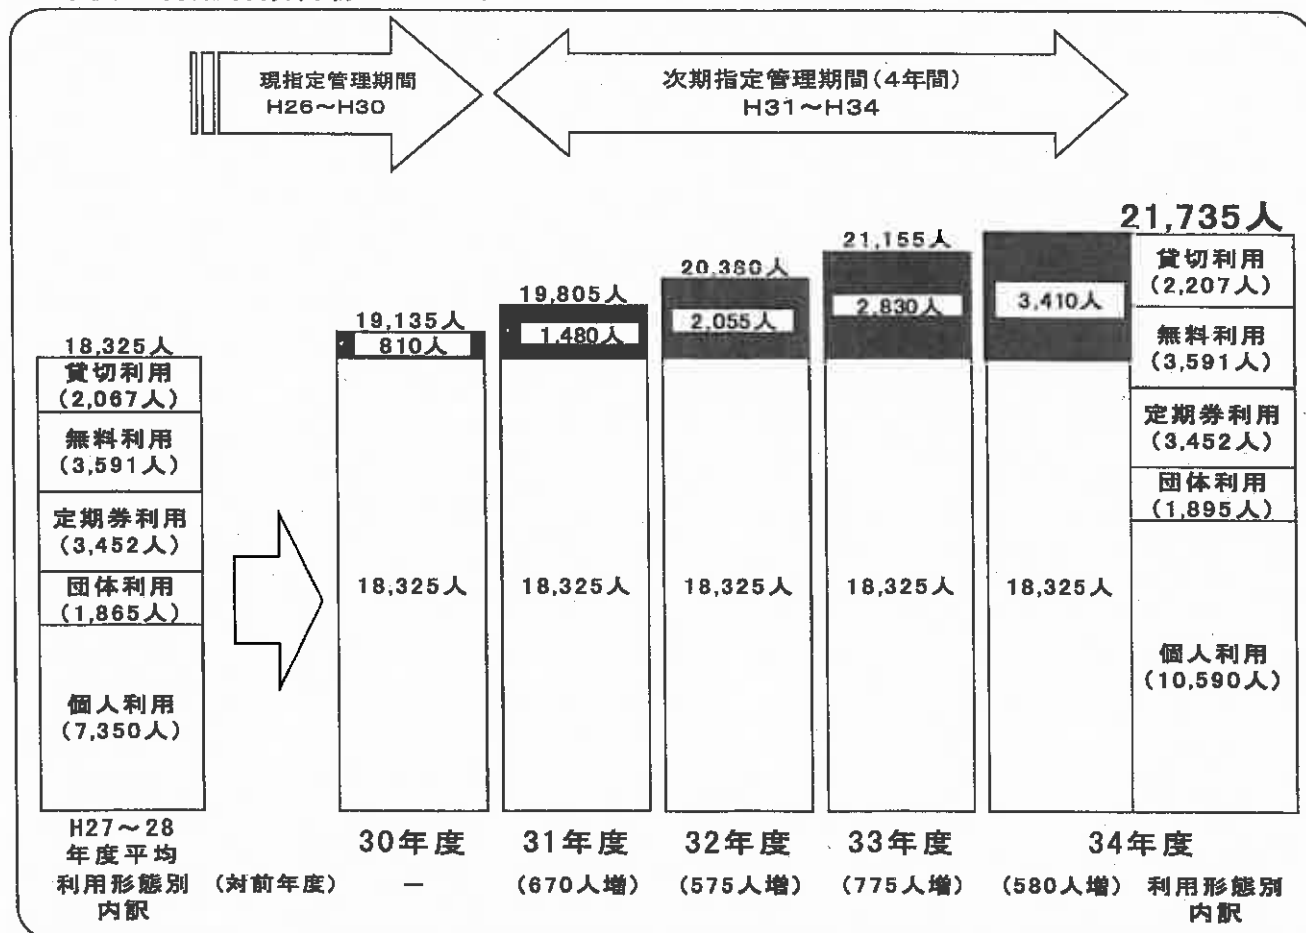 現指定管理期間
H26～H30
次期指定管理期間(4年間)
H31～H34
18,325人
貸切利用
(2,067人)
無料利用
(3,591人)
定期券利用
(3,452人)
団体利用
(1,865人)
個人利用
(7,350人)
H27～28
年度平均
利用形態別
内訳
(対前年度)
19,135人
810人
18,325人
30年度
－
19,805人
1,480人
18,325人
31年度
(670人増)
20,380人
2,055人
18,325人
32年度
(575人増)
21,155人
2,830人
18,325人
33年度
(775人増)
3,410人
18,325人
34年度
(580人増)
21,735人
貸切利用
(2,207人)
無料利用
(3,591人)
定期券利用
(3,452人)
団体利用
(1,895人)
個人利用
(10,590人)
利用形態別
内訳